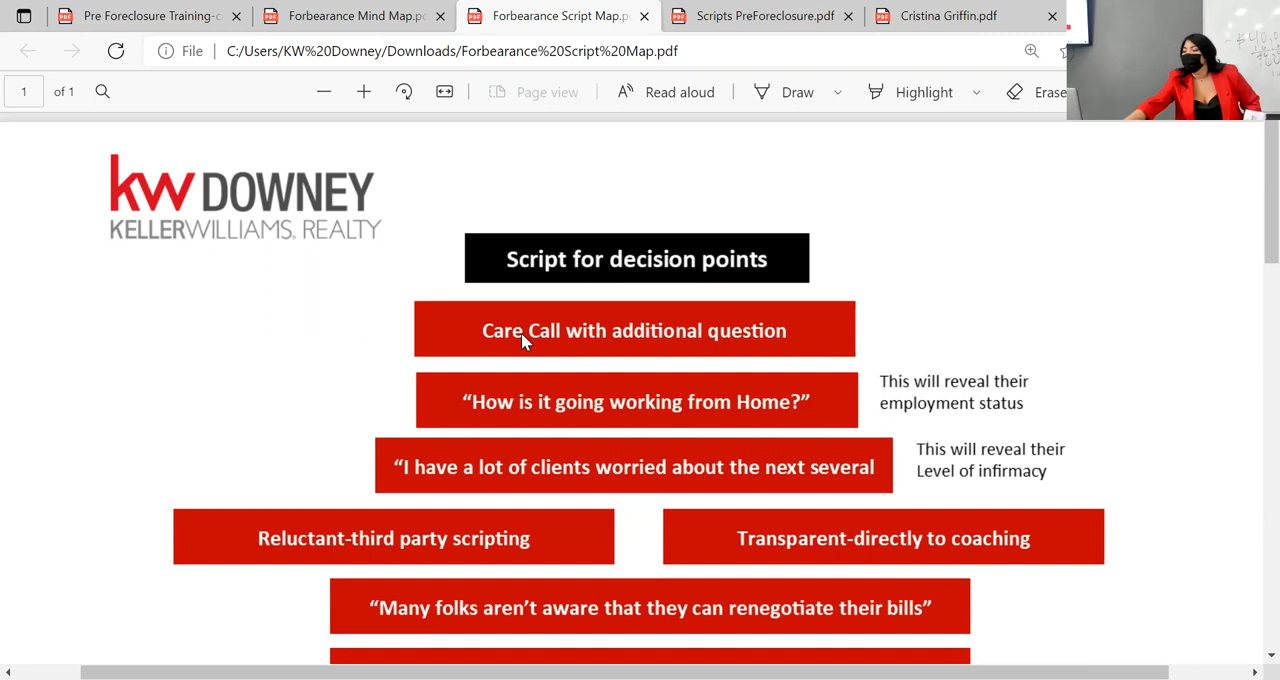 Pre Foreclosure Training-c
Forbearance Mind Map.pc
Forbearance Script Map.p
Scripts PreForeclosure.pdf
Cristina Griffin.pdf
File
C:/Users/KW%20Downey/Downloads/Forbearance%20Script%20Map.pdf
1 of 1
Page view
Read aloud
Draw
Highlight
Erase
kw DOWNEY
KELLERWILLIAMS. REALTY
Script for decision points
Care Call with additional question
“How is it going working from Home?”
This will reveal their
employment status
“I have a lot of clients worried about the next several
This will reveal their
Level of infirmacy
Reluctant-third party scripting
Transparent-directly to coaching
“Many folks aren’t aware that they can renegotiate their bills”